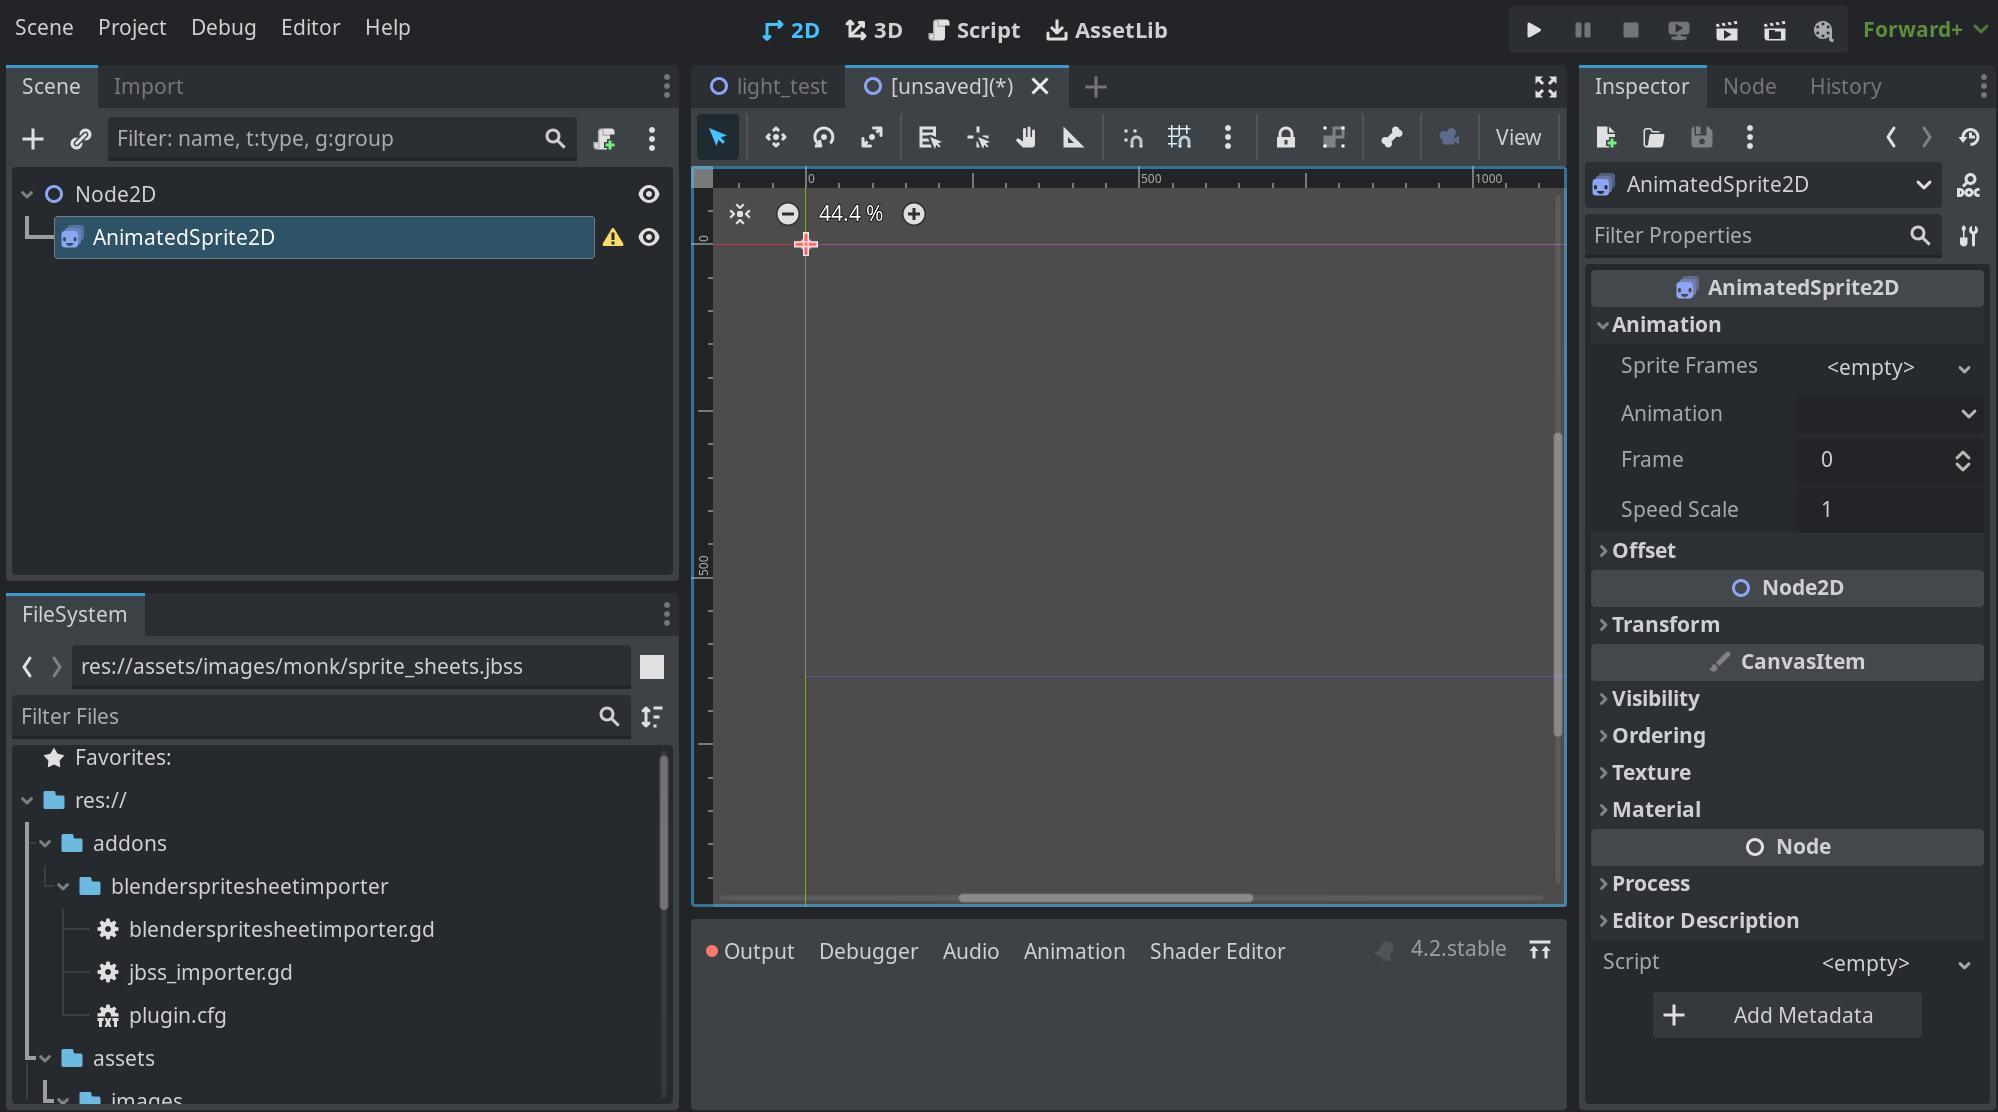 Scene Project Debug Editor Help
2D 3D Script AssetLib
Forward+
Scene Import
Filter: name, t:type, g:group
Node2D
AnimatedSprite2D
FileSystem
res://assets/images/monk/sprite_sheets.jbss
Filter Files
Favorites:
res://
addons
blenderspritesheetimporter
blenderspritesheetimporter.gd
jbss_importer.gd
plugin.cfg
assets
images
light_test [unsaved](*)
View
0 500 1000
44.4 %
0
500
Output Debugger Audio Animation Shader Editor 4.2.stable
Inspector Node History
AnimatedSprite2D
DOC
Filter Properties
AnimatedSprite2D
Animation
Sprite Frames <empty>
Animation
Frame 0
Speed Scale 1
Offset
Node2D
Transform
CanvasItem
Visibility
Ordering
Texture
Material
Node
Process
Editor Description
Script <empty>
Add Metadata